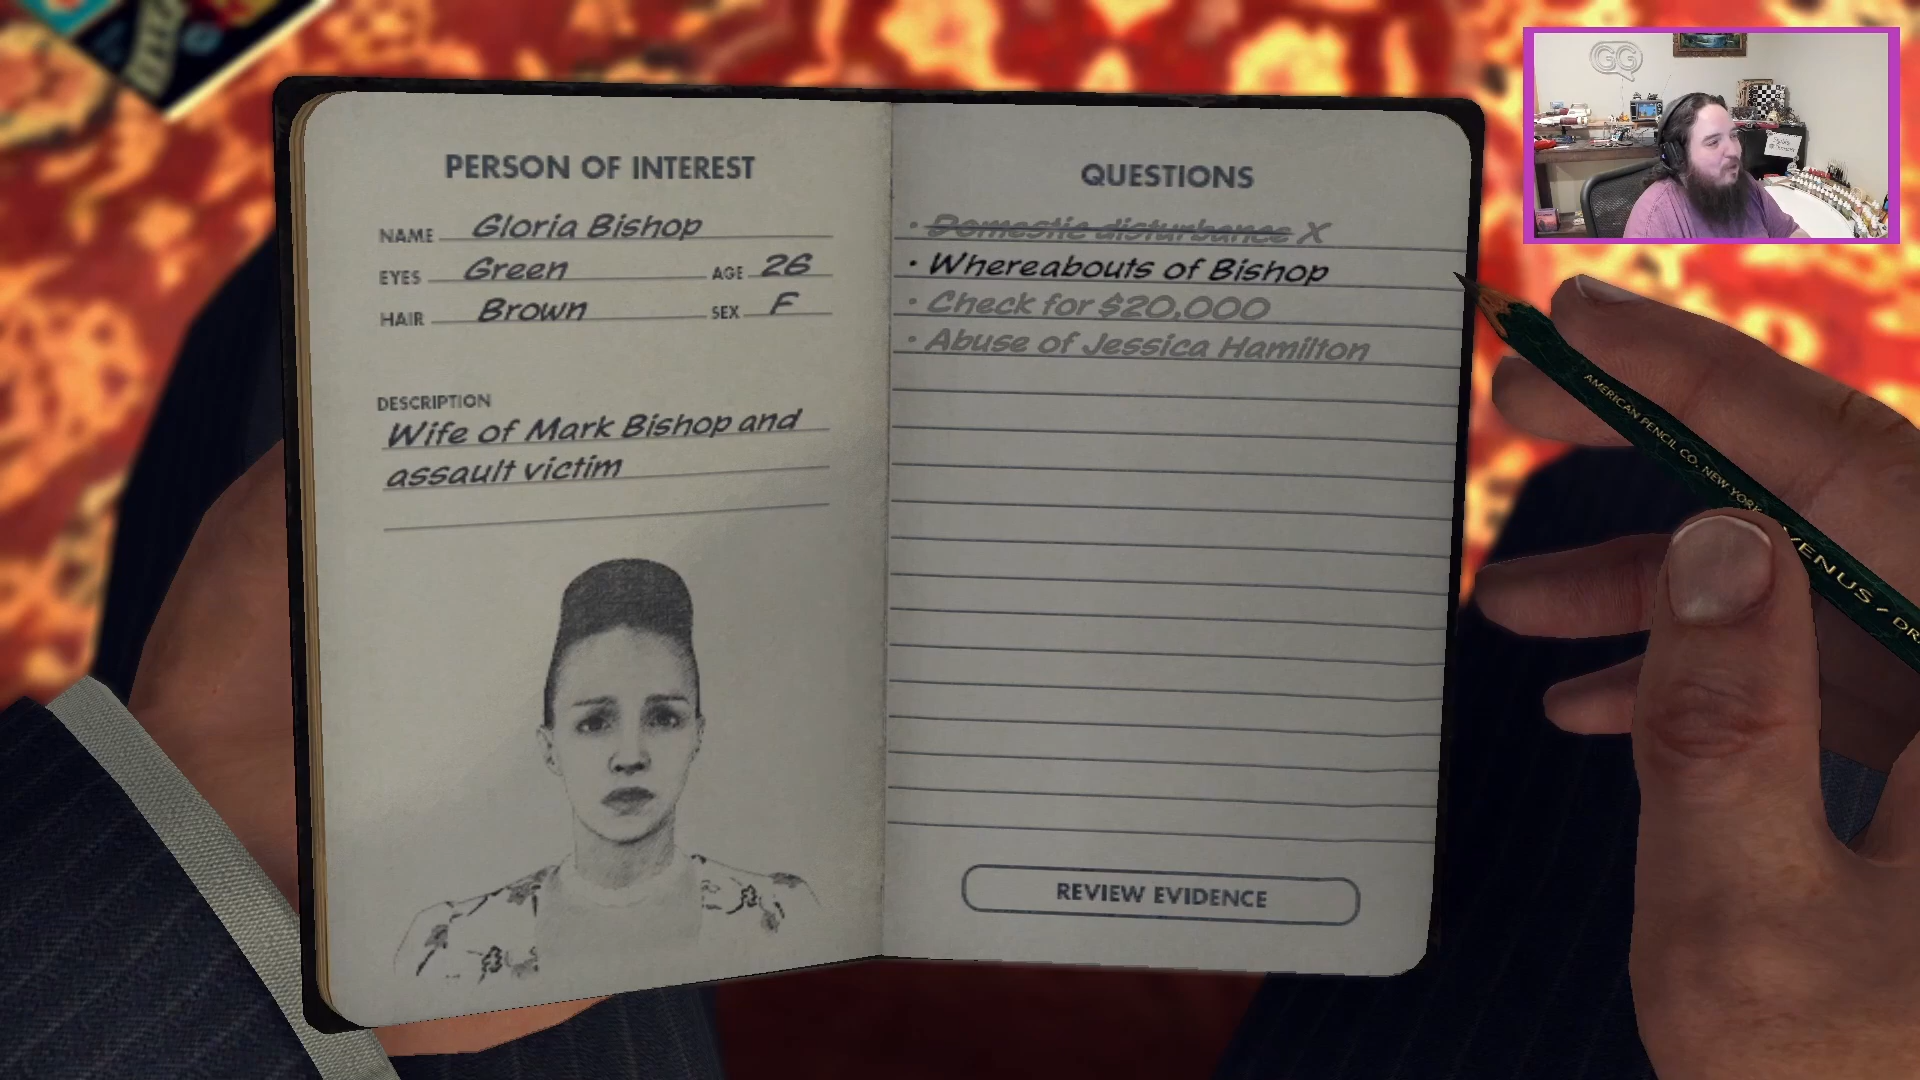 PERSON OF INTEREST
NAME Gloria Bishop
EYES Green AGE 26
HAIR Brown SEX F
DESCRIPTION
Wife of Mark Bishop and
assault victim
QUESTIONS
· Domestic disturbance X
· Whereabouts of Bishop
· Check for $20,000
· Abuse of Jessica Hamilton
REVIEW EVIDENCE
AMERICAN PENCIL CO. NEW YORK
VENUS / DR
GG